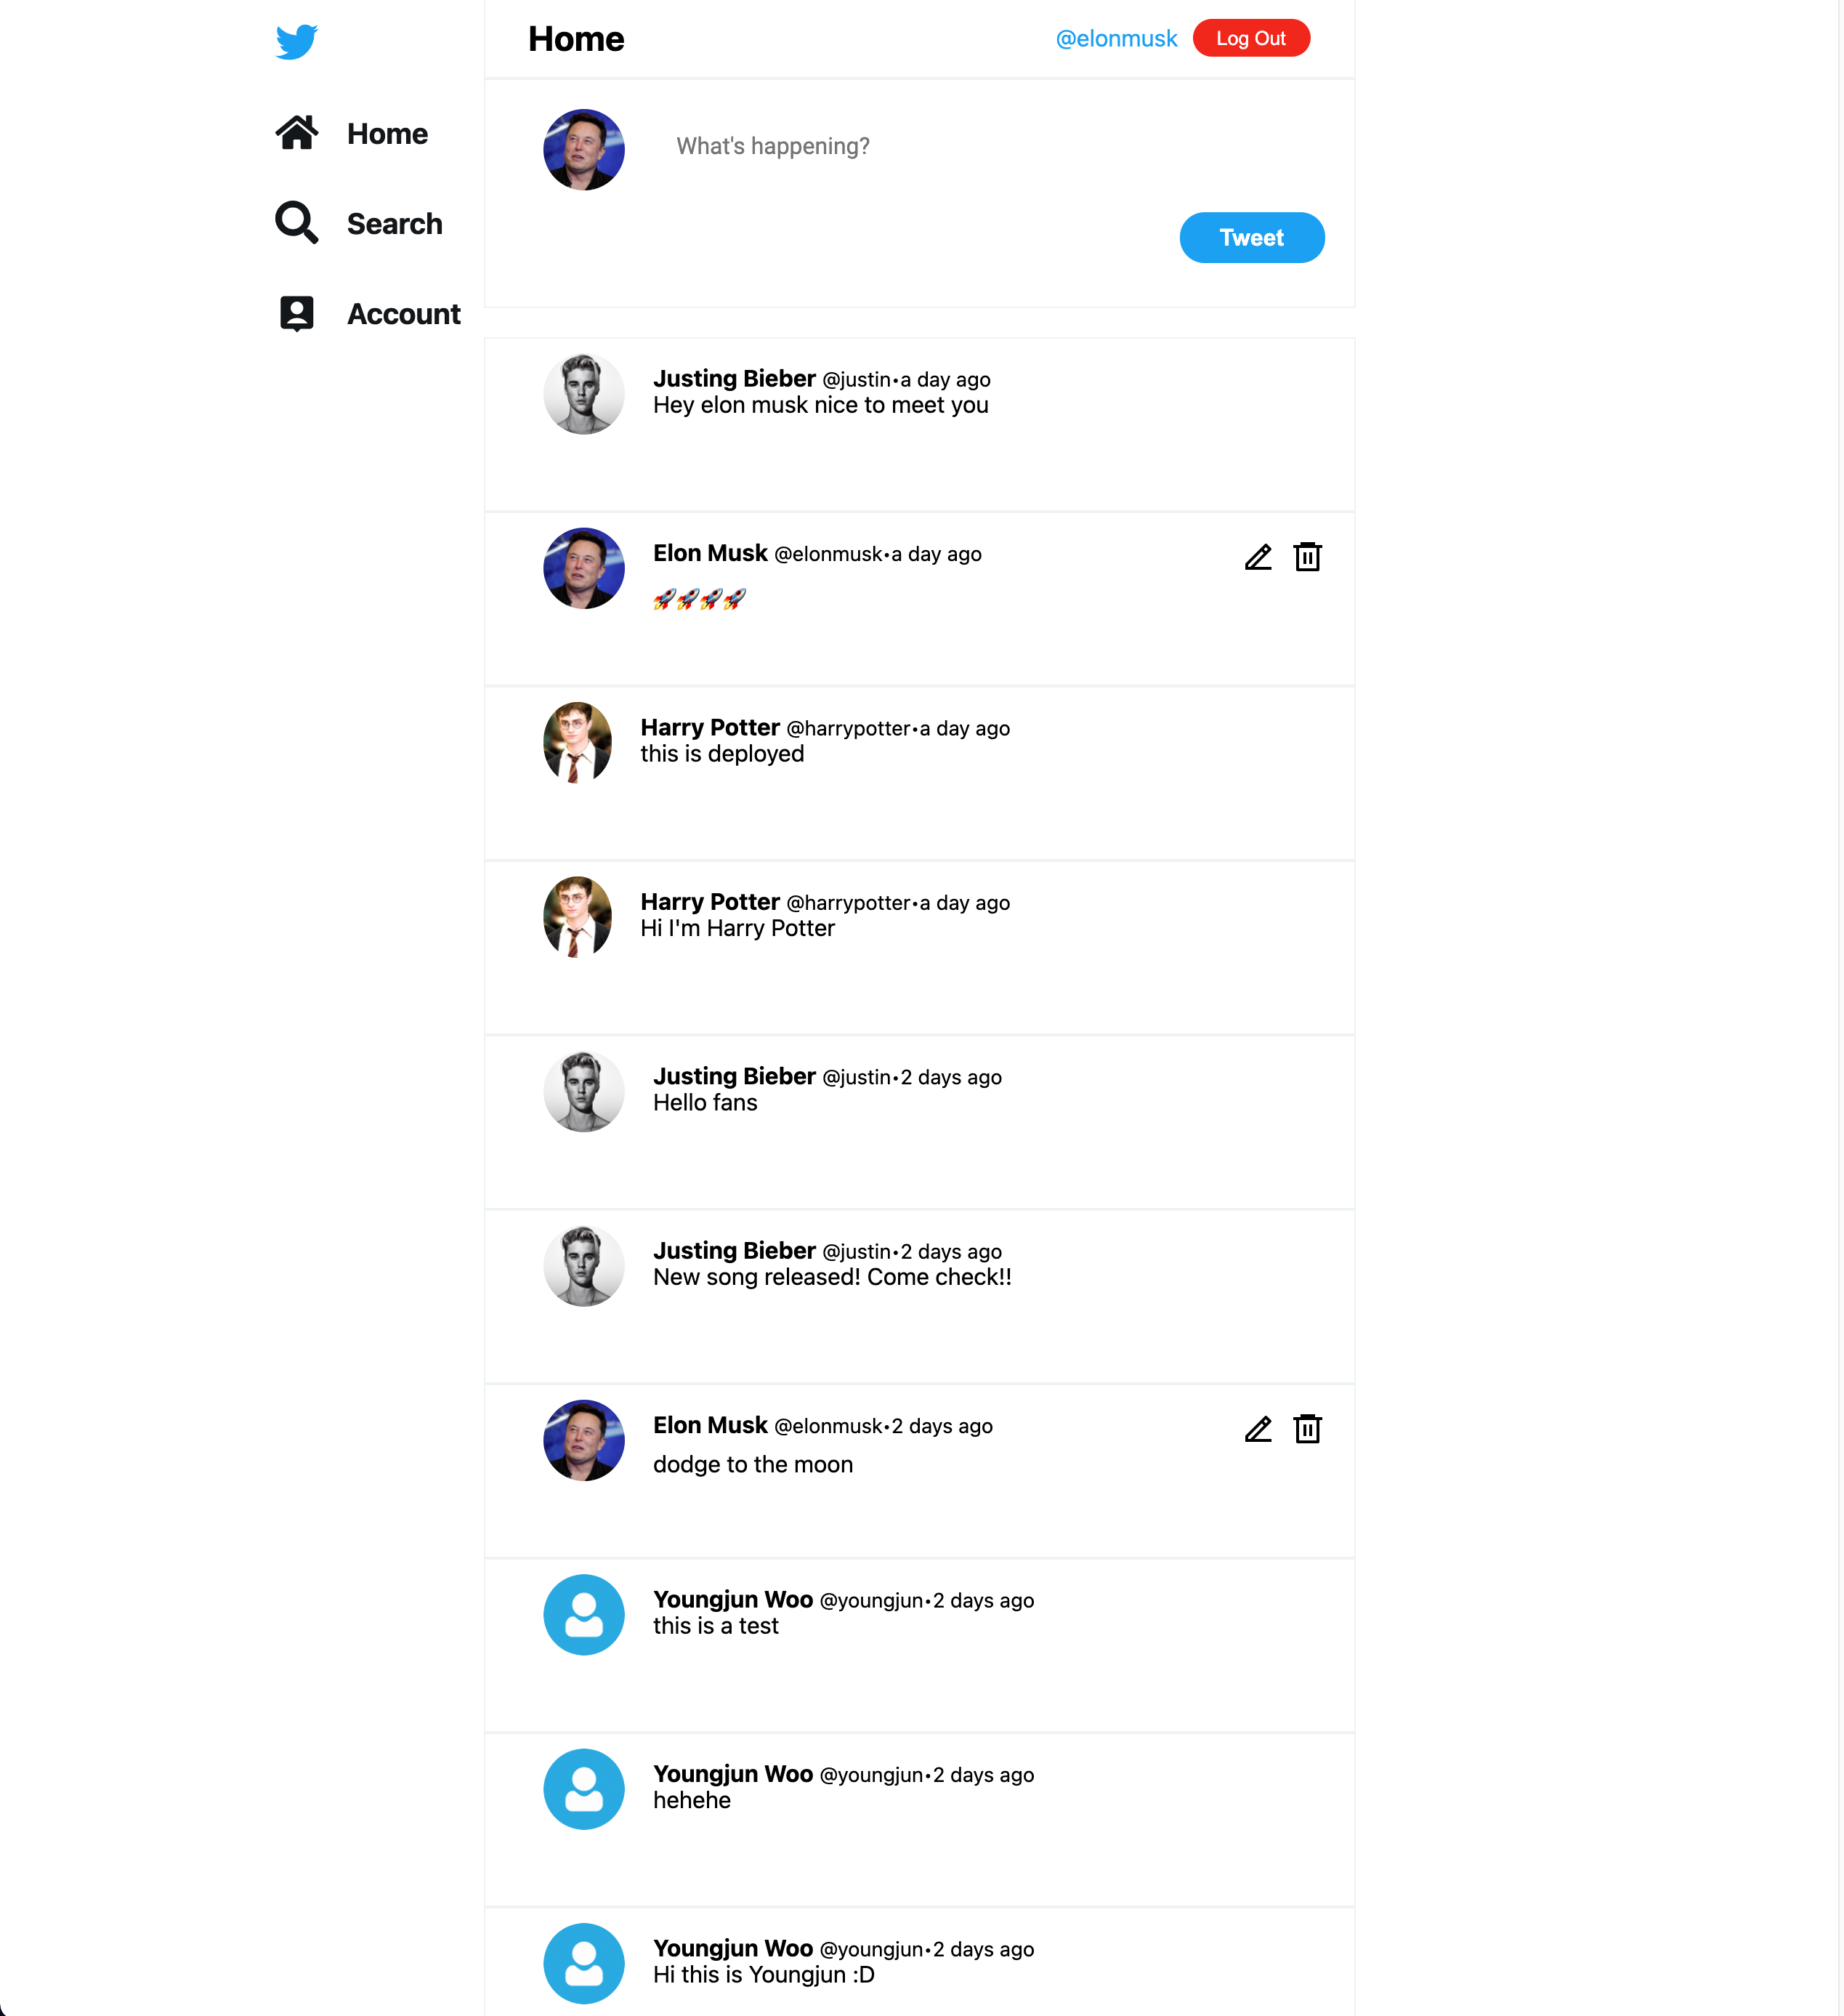 Home
@elonmusk Log Out
Home
What's happening?
Search
Tweet
Account
Justing Bieber @justin•a day ago
Hey elon musk nice to meet you
Elon Musk @elonmusk•a day ago
🚀🚀🚀🚀
Harry Potter @harrypotter•a day ago
this is deployed
Harry Potter @harrypotter•a day ago
Hi I'm Harry Potter
Justing Bieber @justin•2 days ago
Hello fans
Justing Bieber @justin•2 days ago
New song released! Come check!!
Elon Musk @elonmusk•2 days ago
dodge to the moon
Youngjun Woo @youngjun•2 days ago
this is a test
Youngjun Woo @youngjun•2 days ago
hehehe
Youngjun Woo @youngjun•2 days ago
Hi this is Youngjun :D